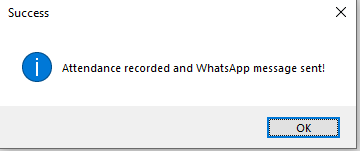 Success
Attendance recorded and WhatsApp message sent!
OK